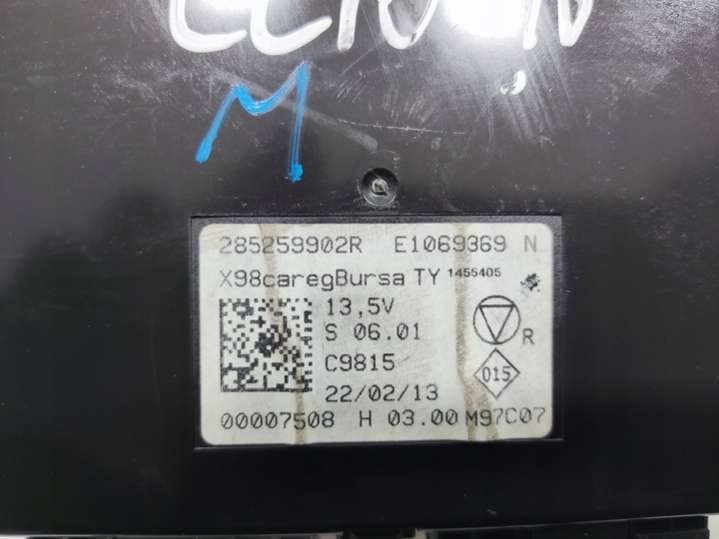 M
285259902R E1069369 N
X98caregBursa TY 1455405
13,5V
S 06.01
R
C9815
015
22/02/13
00007508 H 03.00 M97C07